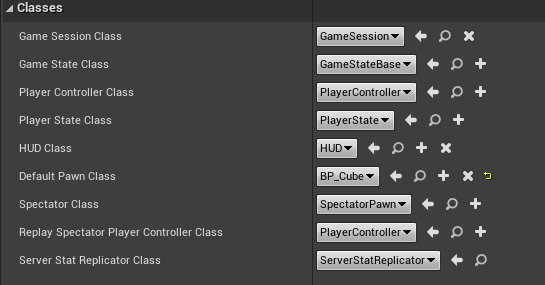 Classes
Game Session Class GameSession
Game State Class GameStateBase
Player Controller Class PlayerController
Player State Class PlayerState
HUD Class HUD
Default Pawn Class BP_Cube
Spectator Class SpectatorPawn
Replay Spectator Player Controller Class PlayerController
Server Stat Replicator Class ServerStatReplicator